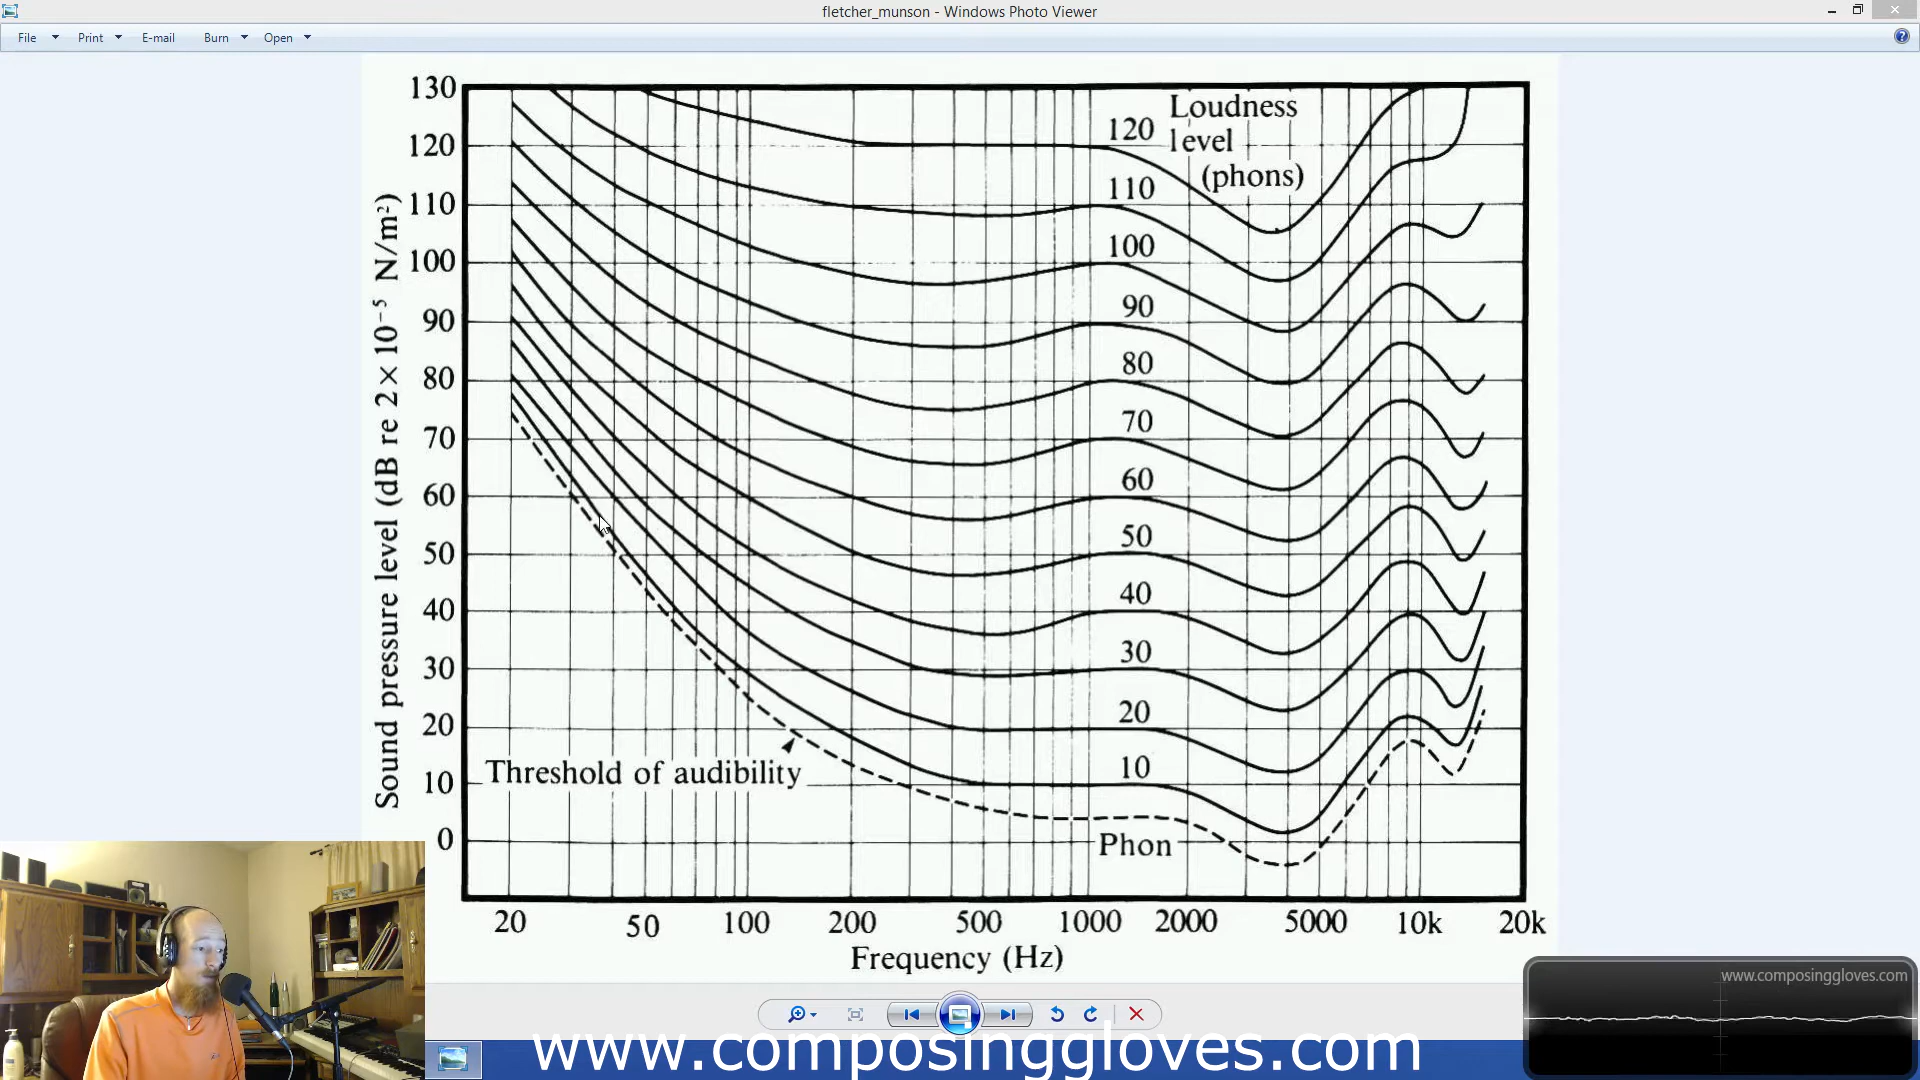 fletcher_munson - Windows Photo Viewer
File Print E-mail Burn Open
Loudness
level
(phons)
130
120
110
100
90
80
70
60
50
40
30
20
10
0
Sound pressure level (dB re 2 × 10⁻⁵ N/m²)
120
110
100
90
80
70
60
50
40
30
20
10
Phon
Threshold of audibility
20 50 100 200 500 1000 2000 5000 10k 20k
Frequency (Hz)
www.composinggloves.com
www.composinggloves.com